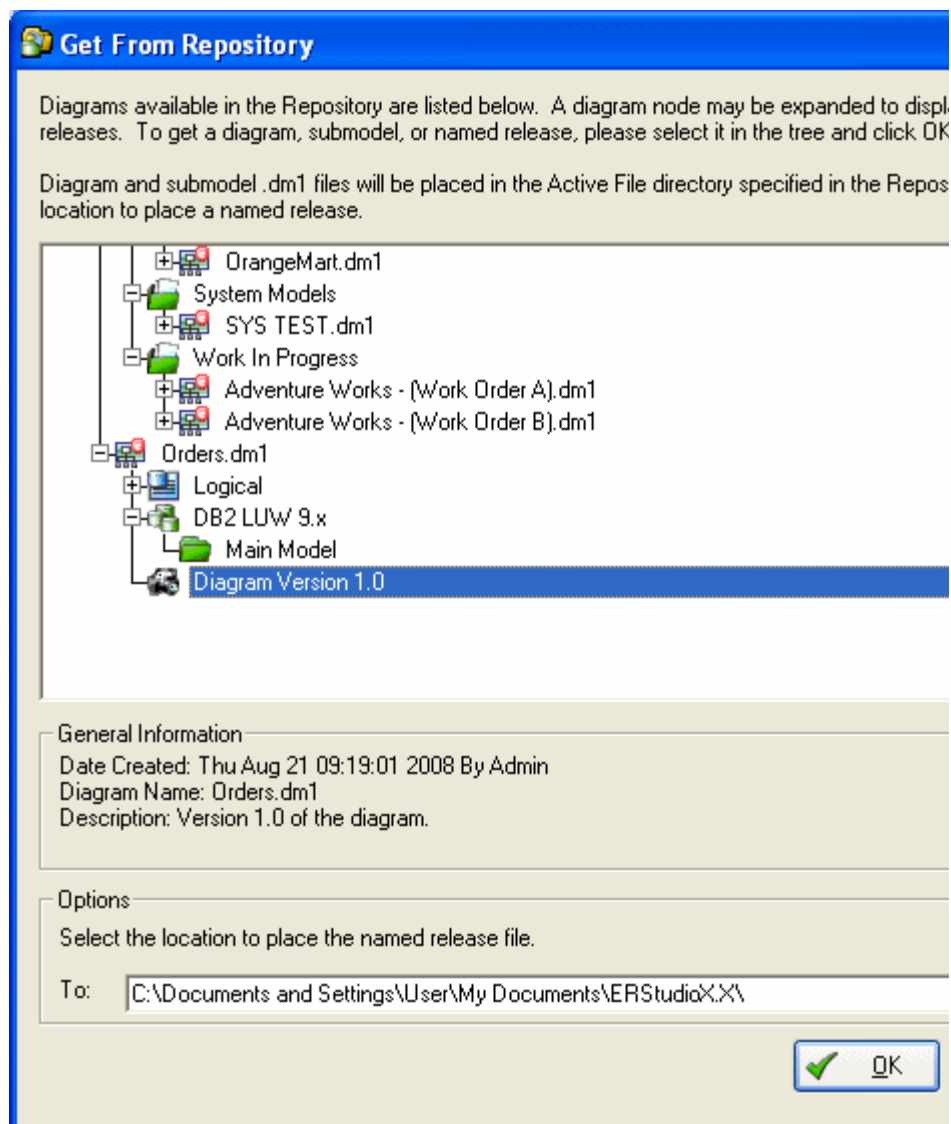 Get From Repository
Diagrams available in the Repository are listed below.  A diagram node may be expanded to
releases.  To get a diagram, submodel, or named release, please select it in the tree and click OK
Diagram and submodel .dm1 files will be placed in the Active File directory specified in the
location to place a named release.
OrangeMart.dm1
System Models
SYS TEST.dm1
Work In Progress
Adventure Works - (Work Order A).dm1
Adventure Works - (Work Order B).dm1
Orders.dm1
Logical
DB2 LUW 9.x
Main Model
Diagram Version 1.0
General Information
Date Created: Thu Aug 21 09:19:01 2008 By Admin
Diagram Name: Orders.dm1
Description: Version 1.0 of the diagram.
Options
Select the location to place the named release file.
To: C:\Documents and Settings\User\My Documents\ERStudioX.X\
OK